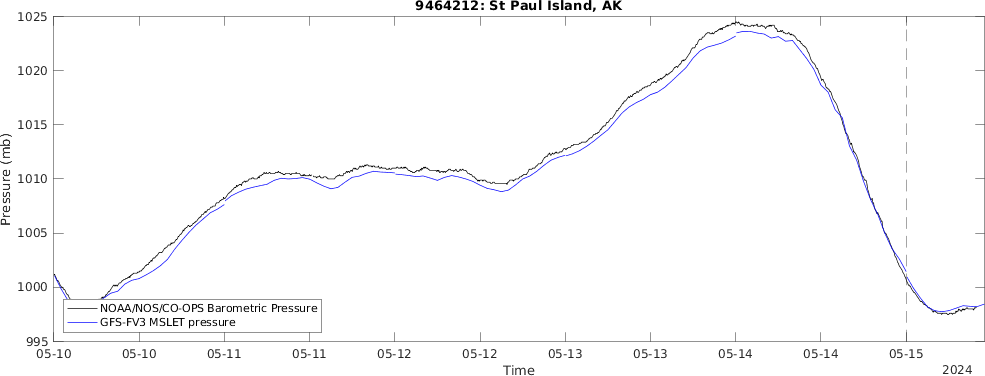 9464212: St Paul Island, AK
1025
1020
1015
1010
1005
1000
995
Pressure (mb)
NOAA/NOS/CO-OPS Barometric Pressure
GFS-FV3 MSLET pressure
05-10 05-10 05-11 05-11 05-12 05-12 05-13 05-13 05-14 05-14 05-15
Time
2024